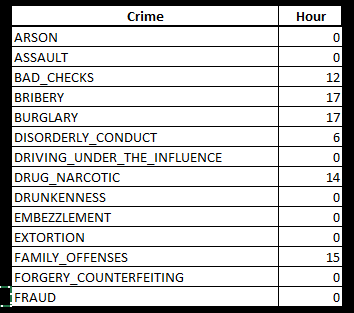 Crime Hour
ARSON 0
ASSAULT 0
BAD_CHECKS 12
BRIBERY 17
BURGLARY 17
DISORDERLY_CONDUCT 6
DRIVING_UNDER_THE_INFLUENCE 0
DRUG_NARCOTIC 14
DRUNKENNESS 0
EMBEZZLEMENT 0
EXTORTION 0
FAMILY_OFFENSES 15
FORGERY_COUNTERFEITING 0
FRAUD 0